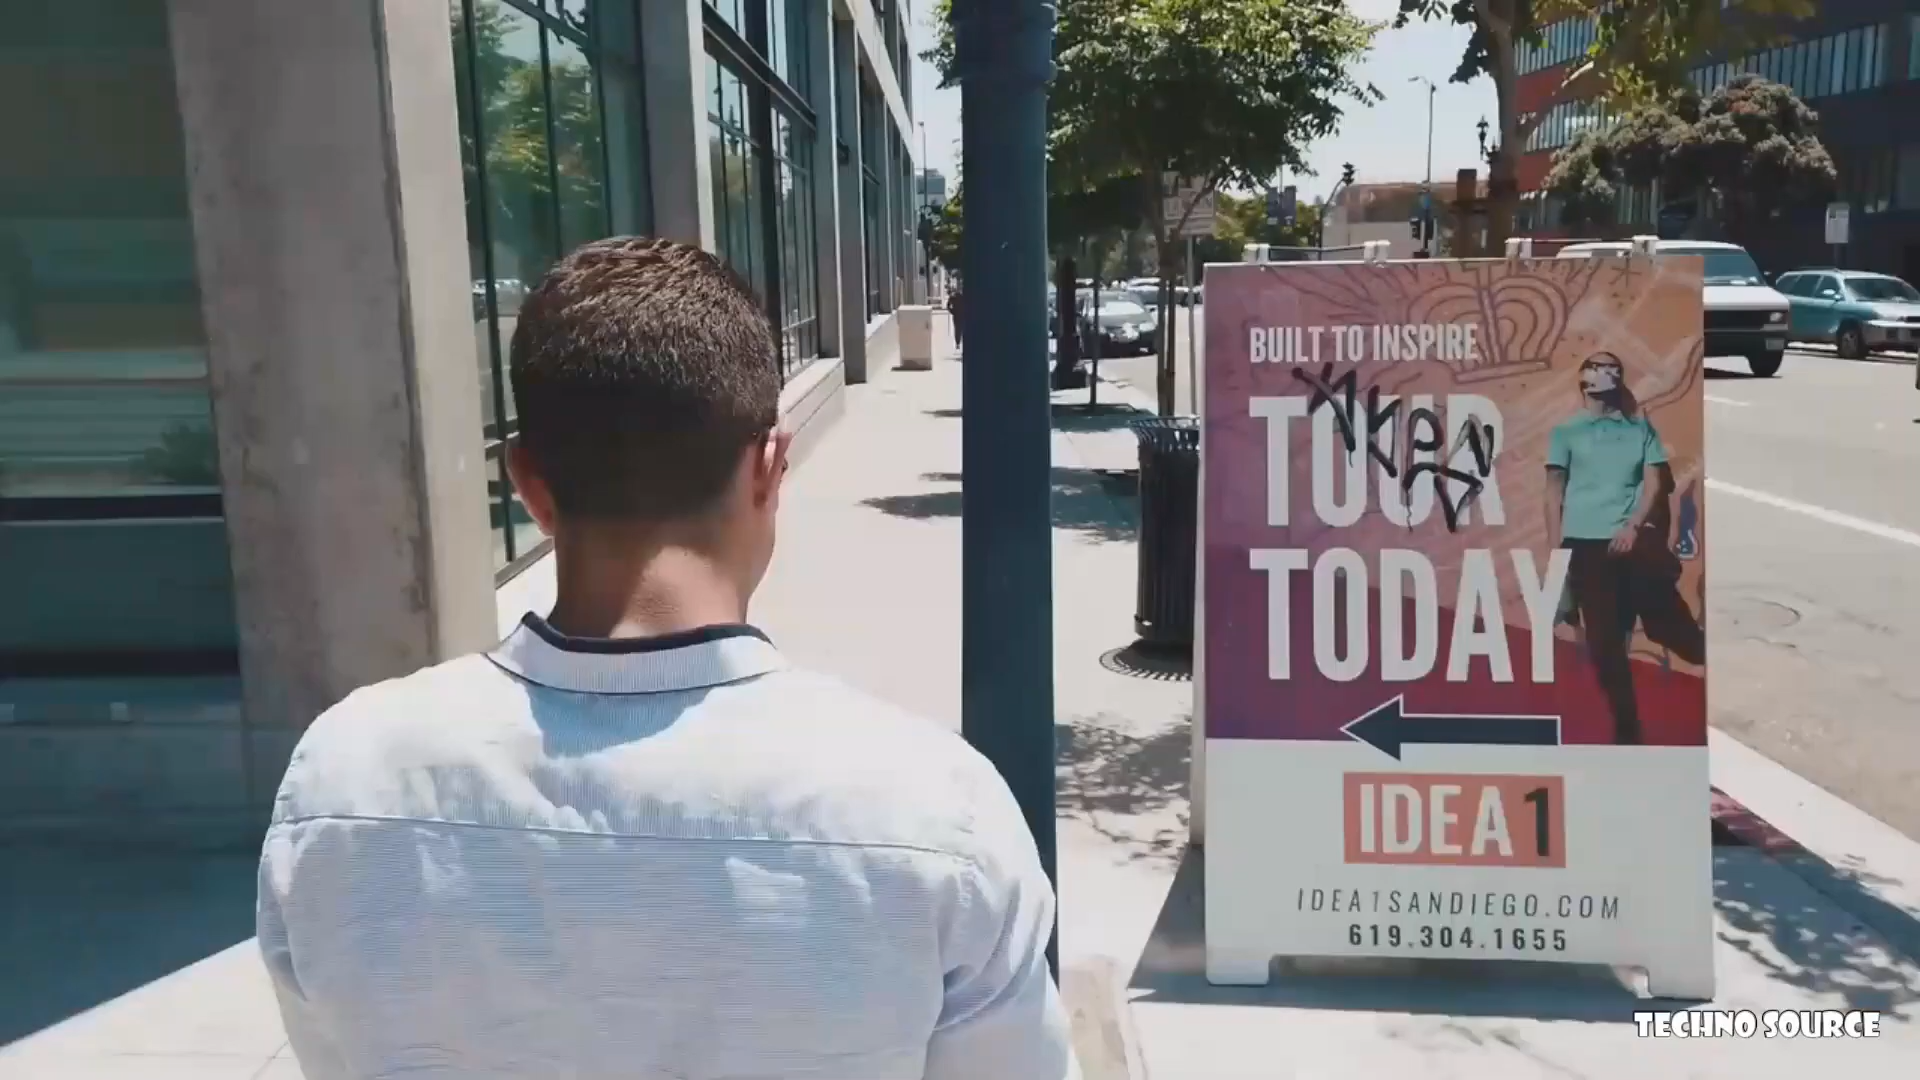 BUILT TO INSPIRE
TOUR
TODAY
IDEA1
IDEA1SANDIEGO.COM
619.304.1655
TECHNO SOURCE